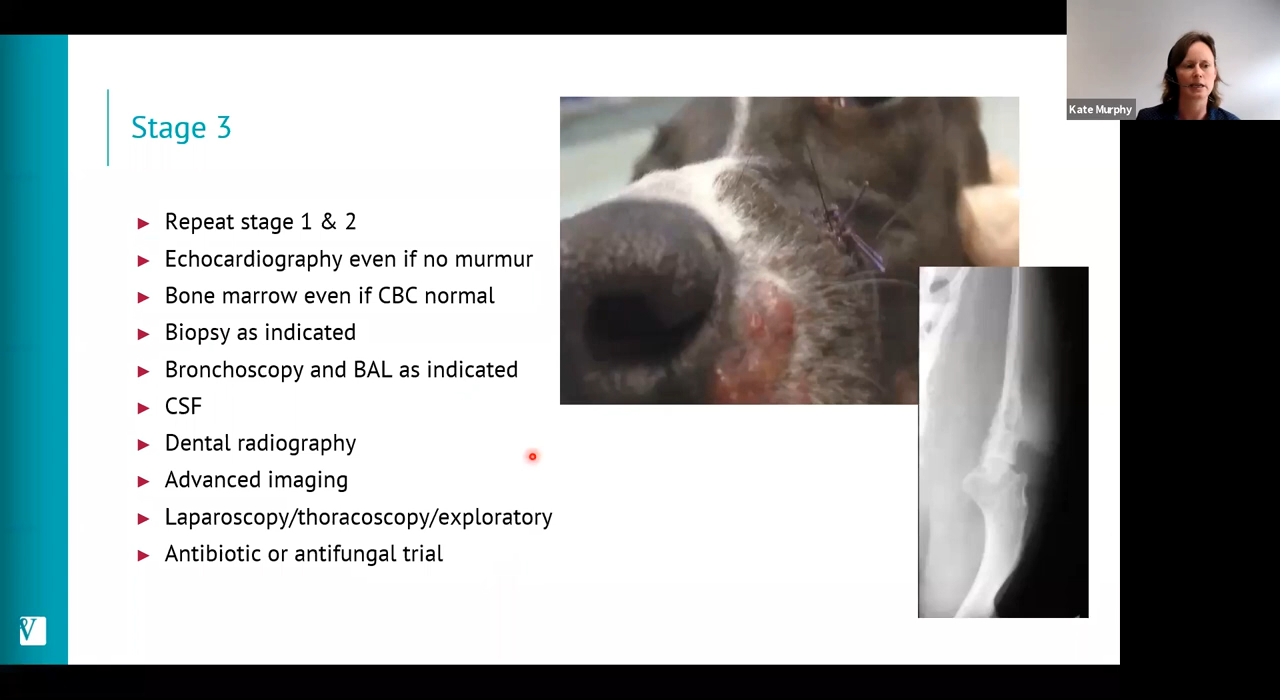 Kate Murphy
Stage 3
► Repeat stage 1 & 2
► Echocardiography even if no murmur
► Bone marrow even if CBC normal
► Biopsy as indicated
► Bronchoscopy and BAL as indicated
► CSF
► Dental radiography
► Advanced imaging
► Laparoscopy/thoracoscopy/exploratory
► Antibiotic or antifungal trial
V